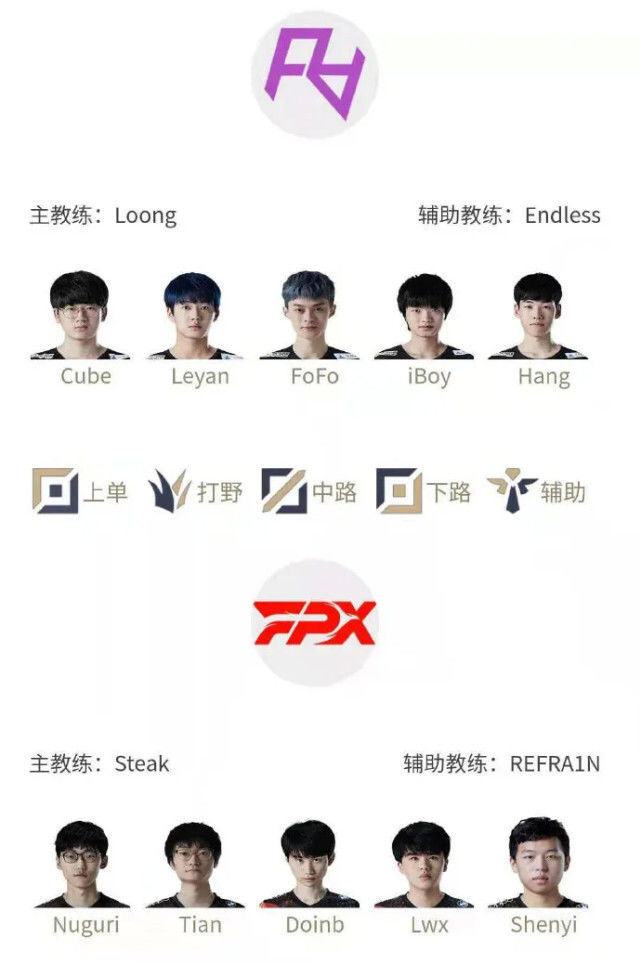 主教练：Loong 辅助教练：Endless
Cube Leyan FoFo iBoy Hang
上单 打野 中路 下路 辅助
FPX
主教练：Steak 辅助教练：REFRA1N
Nuguri Tian Doinb Lwx Shenyi